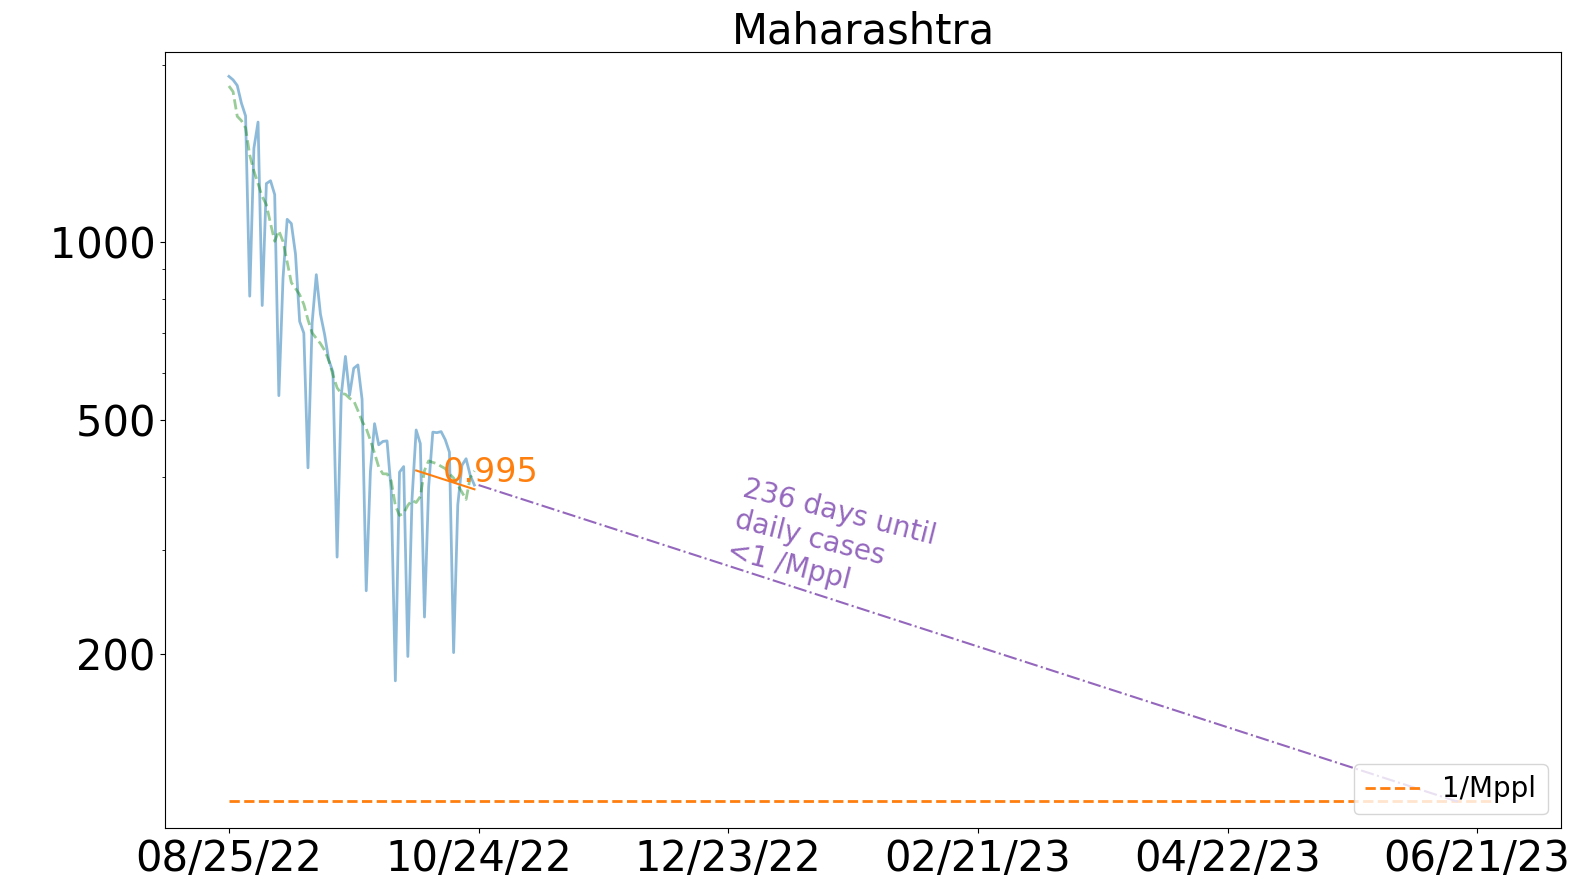 Maharashtra
1000
500
200
0.995
236 days until
daily cases
<1 /Mppl
1/Mppl
08/25/22
10/24/22
12/23/22
02/21/23
04/22/23
06/21/23